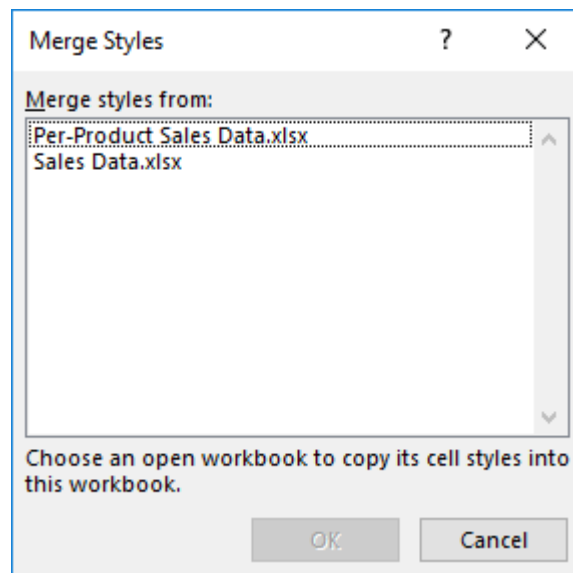 Merge Styles ?
Merge styles from:
Per-Product Sales Data.xlsx
Sales Data.xlsx
Choose an open workbook to copy its cell styles into
this workbook.
OK Cancel